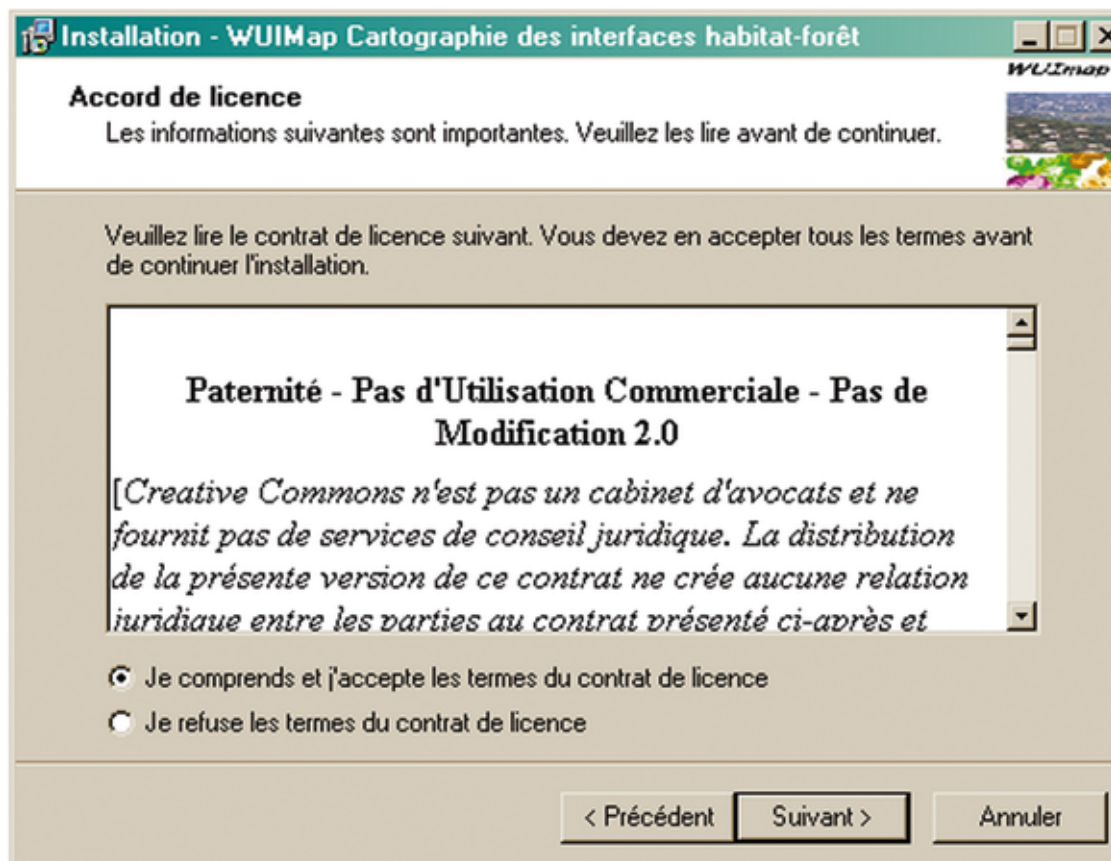 Installation - WUIMap Cartographie des interfaces habitat-forêt
WUImap
Accord de licence
Les informations suivantes sont importantes. Veuillez les lire avant de continuer.
Veuillez lire le contrat de licence suivant. Vous devez en accepter tous les termes avant
de continuer l'installation.
Paternité - Pas d'Utilisation Commerciale - Pas de
Modification 2.0
[Creative Commons n'est pas un cabinet d'avocats et ne
fournit pas de services de conseil juridique. La distribution
de la présente version de ce contrat ne crée aucune relation
juridique entre les parties au contrat présenté ci-après et
Je comprends et j'accepte les termes du contrat de licence
Je refuse les termes du contrat de licence
< Précédent Suivant > Annuler